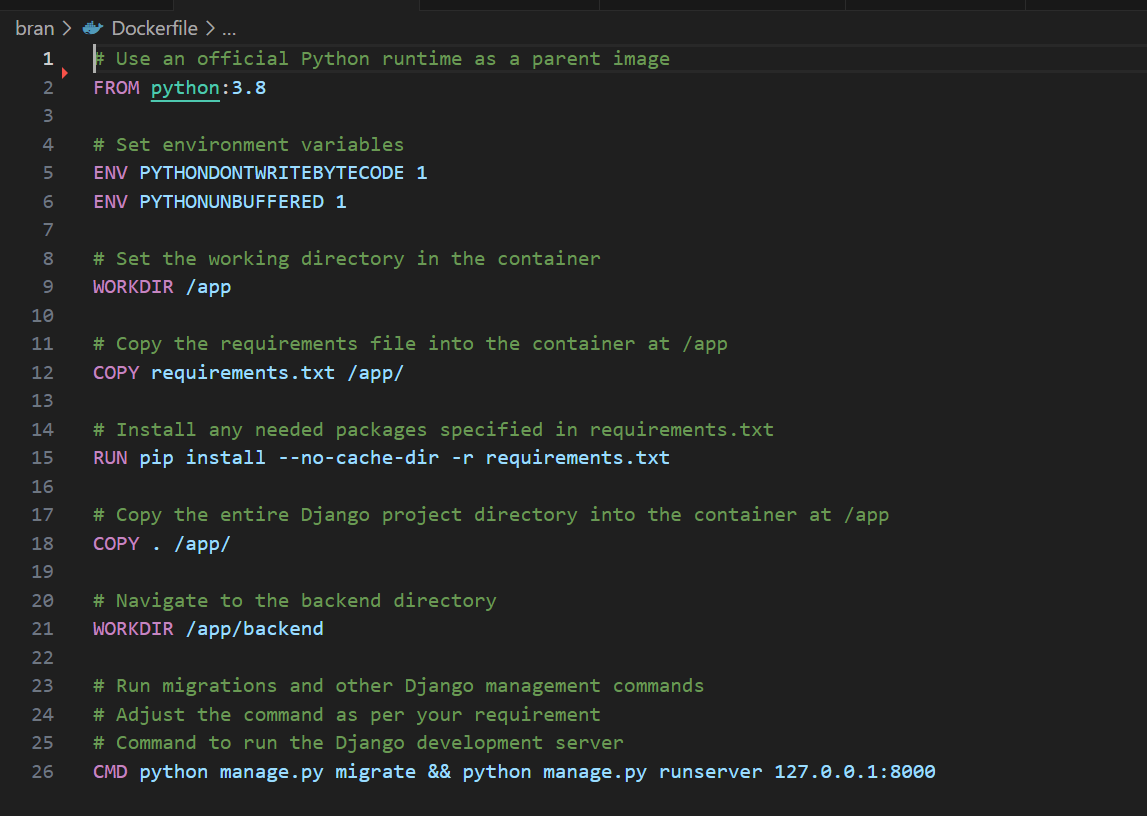 bran > Dockerfile > ...
1 # Use an official Python runtime as a parent image
2 FROM python:3.8
3
4 # Set environment variables
5 ENV PYTHONDONTWRITEBYTECODE 1
6 ENV PYTHONUNBUFFERED 1
7
8 # Set the working directory in the container
9 WORKDIR /app
10
11 # Copy the requirements file into the container at /app
12 COPY requirements.txt /app/
13
14 # Install any needed packages specified in requirements.txt
15 RUN pip install --no-cache-dir -r requirements.txt
16
17 # Copy the entire Django project directory into the container at /app
18 COPY . /app/
19
20 # Navigate to the backend directory
21 WORKDIR /app/backend
22
23 # Run migrations and other Django management commands
24 # Adjust the command as per your requirement
25 # Command to run the Django development server
26 CMD python manage.py migrate && python manage.py runserver 127.0.0.1:8000